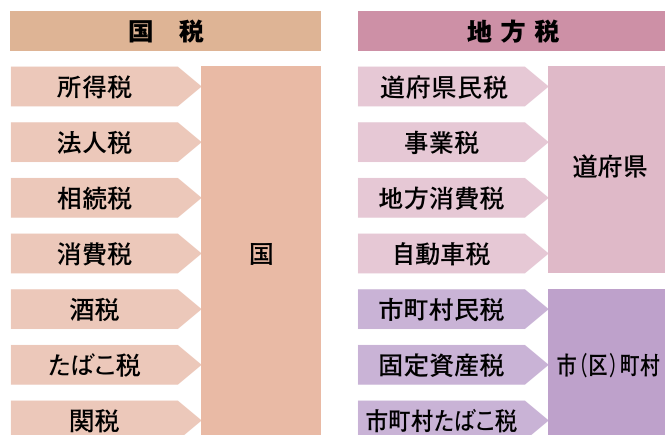 国税
所得税
法人税
相続税
消費税
酒税
たばこ税
関税
国
地方税
道府県民税
事業税
地方消費税
自動車税
道府県
市町村民税
固定資産税
市町村たばこ税
市(区)町村